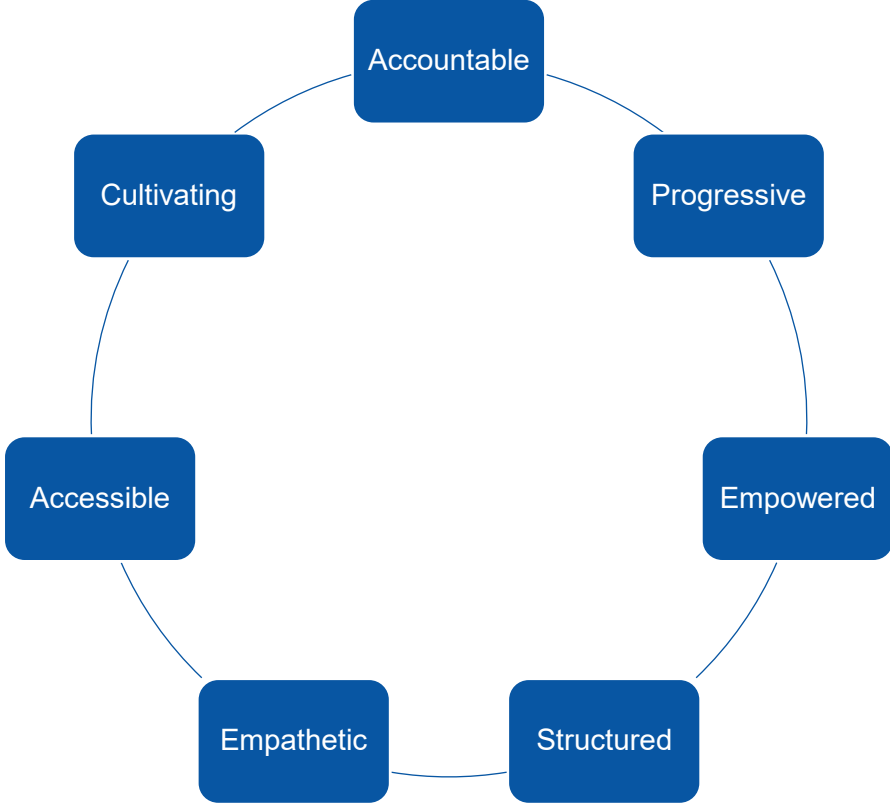 Accountable
Progressive
Empowered
Structured
Empathetic
Accessible
Cultivating